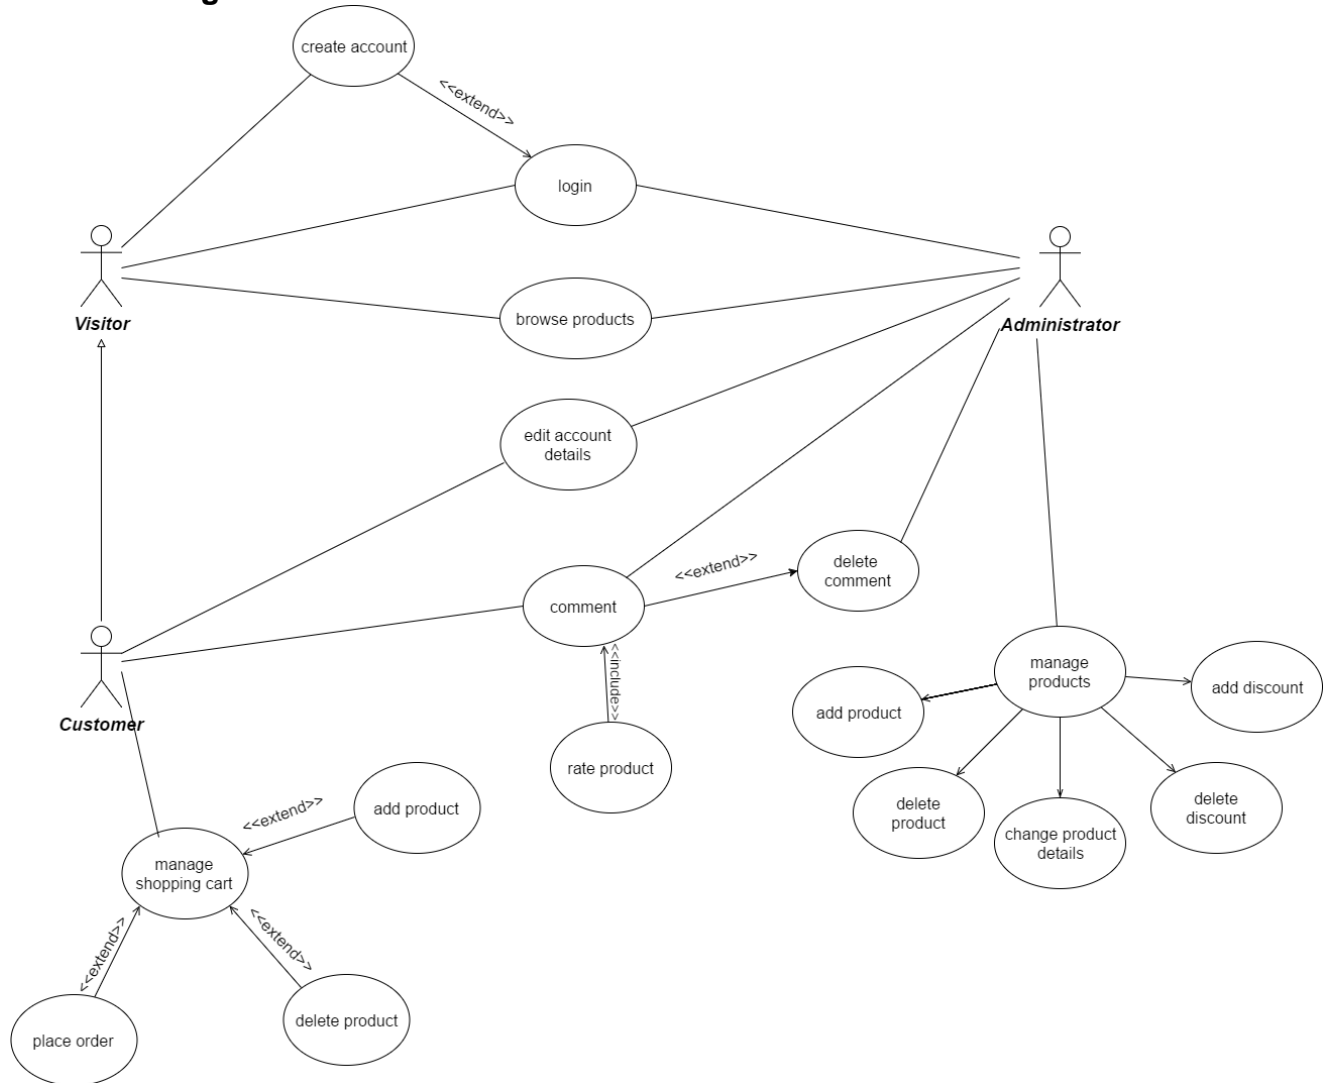 create account
<<extend>>
login
Visitor
browse products
Administrator
edit account
details
<<extend>>
delete
comment
comment
<<include>>
manage
products
add discount
add product
Customer
rate product
delete
product
change product
details
delete
discount
<<extend>>
add product
manage
shopping cart
<<extend>>
<<extend>>
place order
delete product